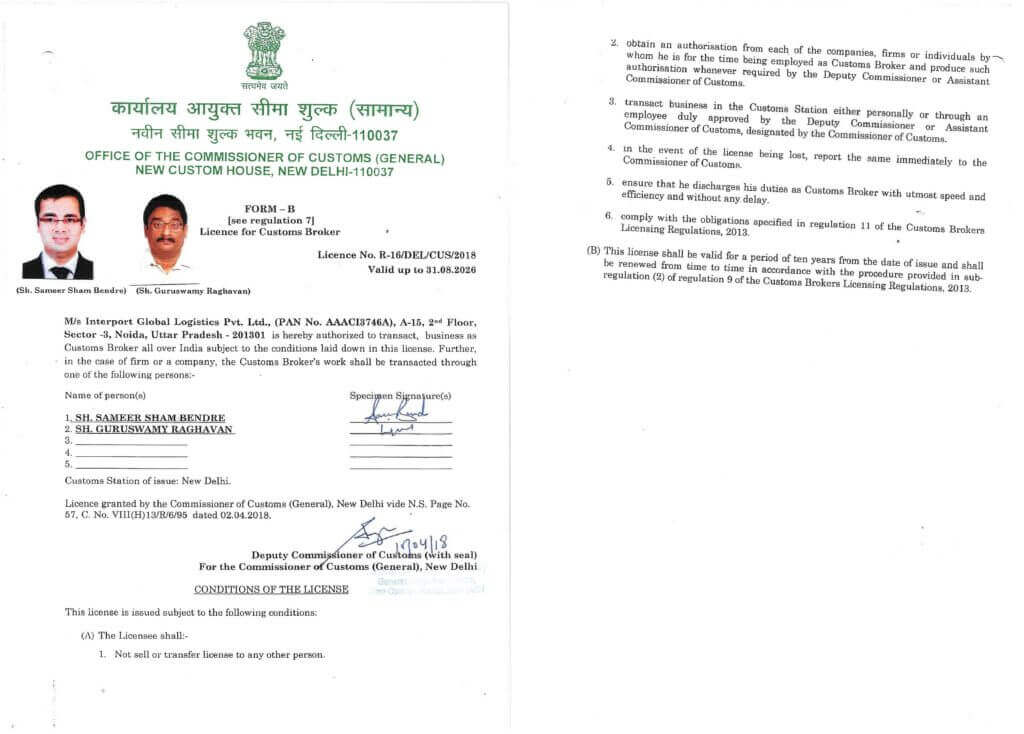 सत्यमेव जयते
कार्यालय आयुक्त सीमा शुल्क (सामान्य)
नवीन सीमा शुल्क भवन, नई दिल्ली-110037
OFFICE OF THE COMMISSIONER OF CUSTOMS (GENERAL)
NEW CUSTOM HOUSE, NEW DELHI-110037
FORM – B
[see regulation 7]
Licence for Customs Broker
Licence No. R-16/DEL/CUS/2018
Valid up to 31.08.2026
(Sh. Sameer Sham Bendre) (Sh. Guruswamy Raghavan)
M/s Interport Global Logistics Pvt. Ltd., (PAN No. AAACI3746A), A-15, 2nd Floor,
Sector -3, Noida, Uttar Pradesh - 201301 is hereby authorized to transact, business as
Customs Broker all over India subject to the conditions laid down in this license. Further,
in the case of firm or a company, the Customs Broker's work shall be transacted through
one of the following persons:-
Name of person(s) Specimen Signature(s)
1. SH. SAMEER SHAM BENDRE
2. SH. GURUSWAMY RAGHAVAN
3.
4.
5.
Customs Station of issue: New Delhi.
Licence granted by the Commissioner of Customs (General), New Delhi vide N.S. Page No.
57, C. No. VIII(H)13/R/6/95 dated 02.04.2018.
Deputy Commissioner of Customs (with seal)
For the Commissioner of Customs (General), New Delhi
CONDITIONS OF THE LICENSE
This license is issued subject to the following conditions:
(A) The Licensee shall:-
1. Not sell or transfer license to any other person.
2. obtain an authorisation from each of the companies, firms or individuals by
whom he is for the time being employed as Customs Broker and produce such
authorisation whenever required by the Deputy Commissioner or Assistant
Commissioner of Customs.
3. transact business in the Customs Station either personally or through an
employee duly approved by the Deputy Commissioner or Assistant
Commissioner of Customs, designated by the Commissioner of Customs.
4. in the event of the license being lost, report the same immediately to the
Commissioner of Customs.
5. ensure that he discharges his duties as Customs Broker with utmost speed and
efficiency and without any delay.
6. comply with the obligations specified in regulation 11 of the Customs Brokers
Licensing Regulations, 2013.
(B) This license shall be valid for a period of ten years from the date of issue and shall
be renewed from time to time in accordance with the procedure provided in sub-
regulation (2) of regulation 9 of the Customs Brokers Licensing Regulations, 2013.